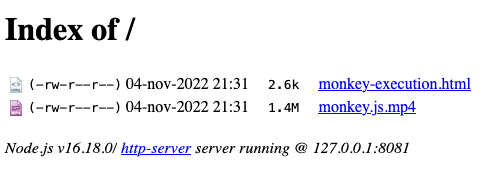 Index of /
(-rw-r--r--) 04-nov-2022 21:31 2.6k monkey-execution.html
(-rw-r--r--) 04-nov-2022 21:31 1.4M monkey.js.mp4
Node.js v16.18.0/ http-server server running @ 127.0.0.1:8081